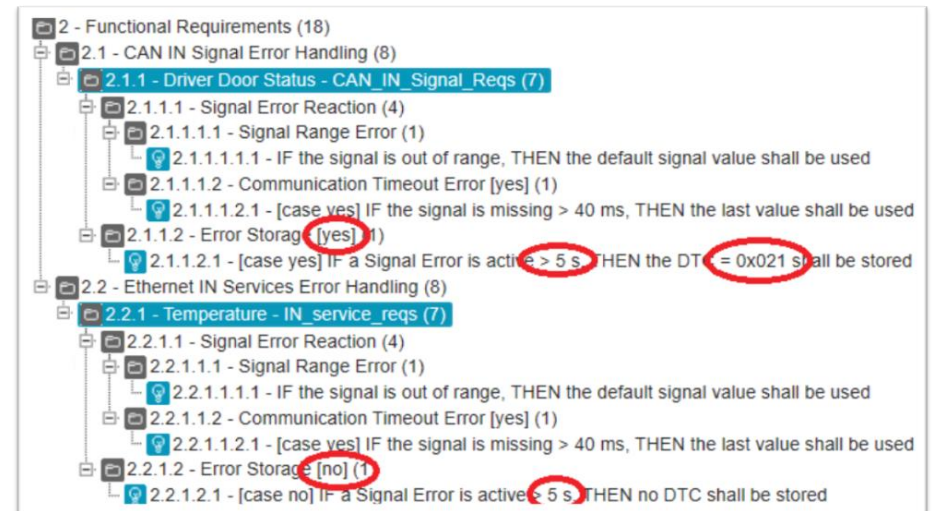 2 - Functional Requirements (18)
2.1 - CAN IN Signal Error Handling (8)
2.1.1 - Driver Door Status - CAN_IN_Signal_Reqs (7)
2.1.1.1 - Signal Error Reaction (4)
2.1.1.1.1 - Signal Range Error (1)
2.1.1.1.1.1 - IF the signal is out of range, THEN the default signal value shall be used
2.1.1.1.2 - Communication Timeout Error [yes] (1)
2.1.1.1.2.1 - [case yes] IF the signal is missing > 40 ms, THEN the last value shall be used
2.1.1.2 - Error Storage [yes] (1)
2.1.1.2.1 - [case yes] IF a Signal Error is active > 5 s, THEN the DTC = 0x021 shall be stored
2.2 - Ethernet IN Services Error Handling (8)
2.2.1 - Temperature - IN_service_reqs (7)
2.2.1.1 - Signal Error Reaction (4)
2.2.1.1.1 - Signal Range Error (1)
2.2.1.1.1.1 - IF the signal is out of range, THEN the default signal value shall be used
2.2.1.1.2 - Communication Timeout Error [yes] (1)
2.2.1.1.2.1 - [case yes] IF the signal is missing > 40 ms, THEN the last value shall be used
2.2.1.2 - Error Storage [no] (1
2.2.1.2.1 - [case no] IF a Signal Error is active > 5 s, THEN no DTC shall be stored